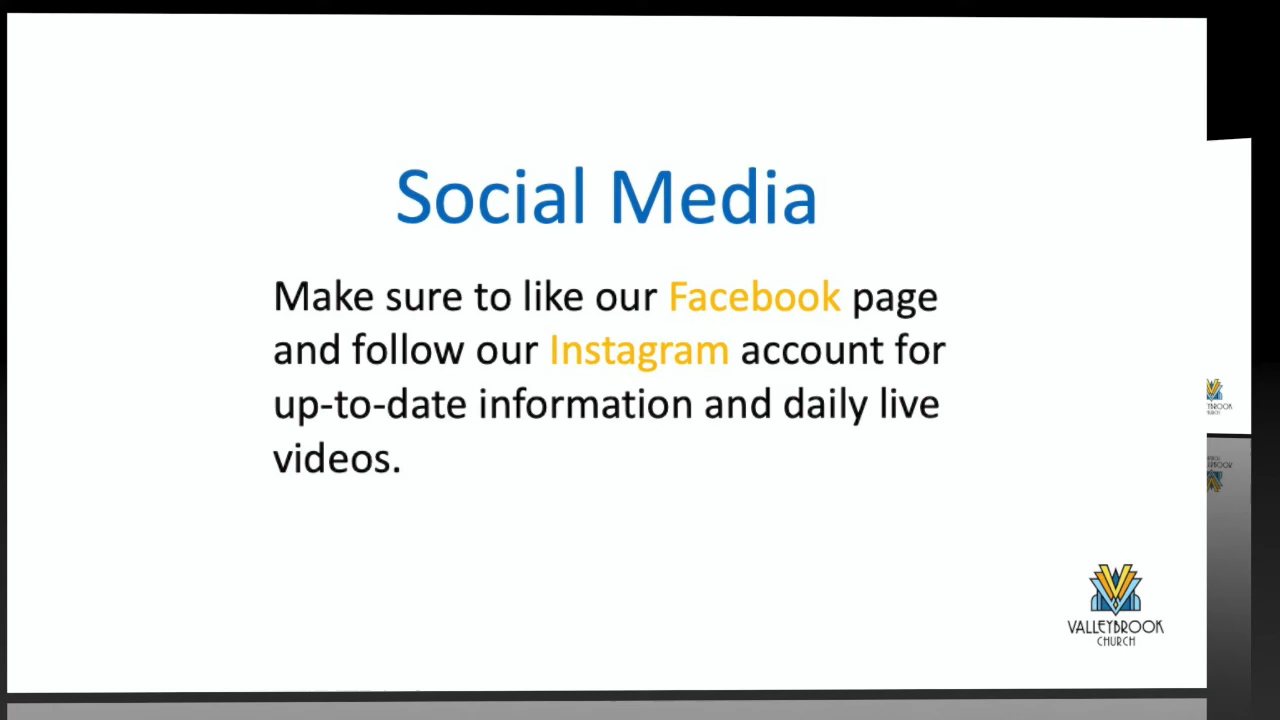 Social Media
Make sure to like our Facebook page
and follow our Instagram account for
up-to-date information and daily live
videos.
VALLEYBROOK
CHURCH